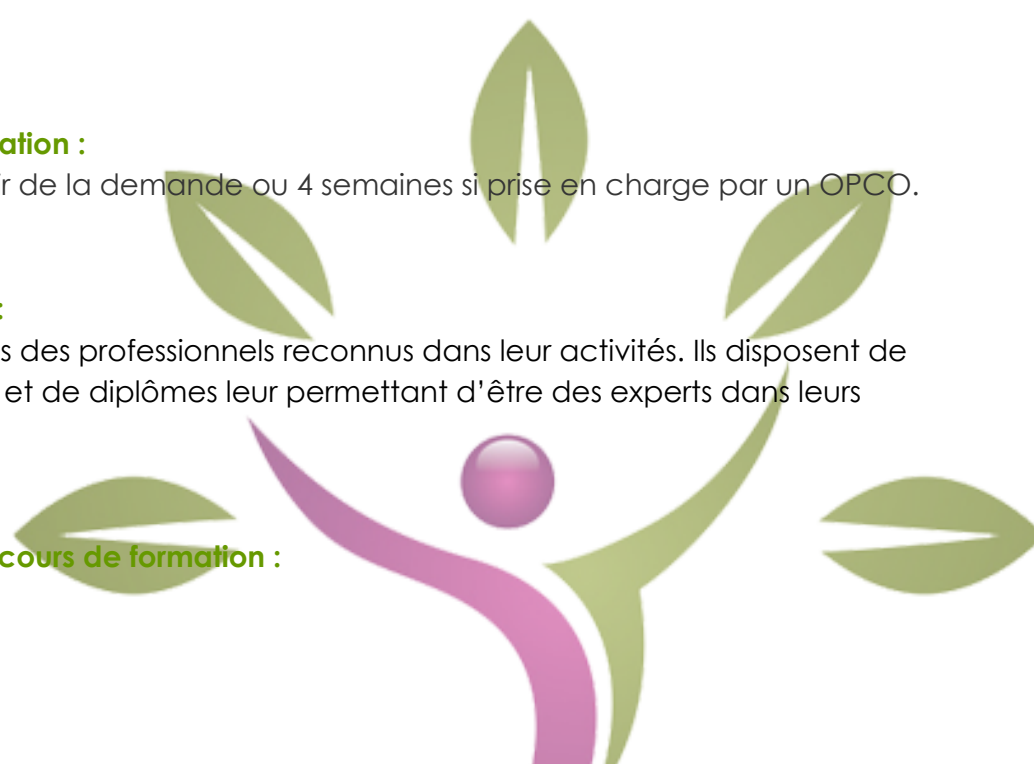 ation :
r de la demande ou 4 semaines si prise en charge par un OPCO.
:
s des professionnels reconnus dans leur activités. Ils disposent de
et de diplômes leur permettant d'être des experts dans leurs
cours de formation :